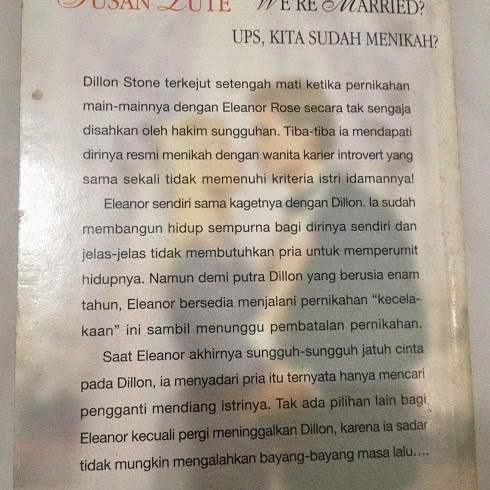 SUSAN LUTE WE'RE MARRIED?
UPS, KITA SUDAH MENIKAH?
Dillon Stone terkejut setengah mati ketika pernikahan
main-mainnya dengan Eleanor Rose secara tak sengaja
disahkan oleh hakim sungguhan. Tiba-tiba ia mendapati
dirinya resmi menikah dengan wanita karier introvert yang
sama sekali tidak memenuhi kriteria istri idamannya!
Eleanor sendiri sama kagetnya dengan Dillon. Ia sudah
membangun hidup sempurna bagi dirinya sendiri dan
jelas-jelas tidak membutuhkan pria untuk memperumit
hidupnya. Namun demi putra Dillon yang berusia enam
tahun, Eleanor bersedia menjalani pernikahan “kecela-
kaan” ini sambil menunggu pembatalan pernikahan.
Saat Eleanor akhirnya sungguh-sungguh jatuh cinta
pada Dillon, ia menyadari pria itu ternyata hanya mencari
pengganti mendiang istrinya. Tak ada pilihan lain bagi
Eleanor kecuali pergi meninggalkan Dillon, karena ia sadar
tidak mungkin mengalahkan bayang-bayang masa lalu....